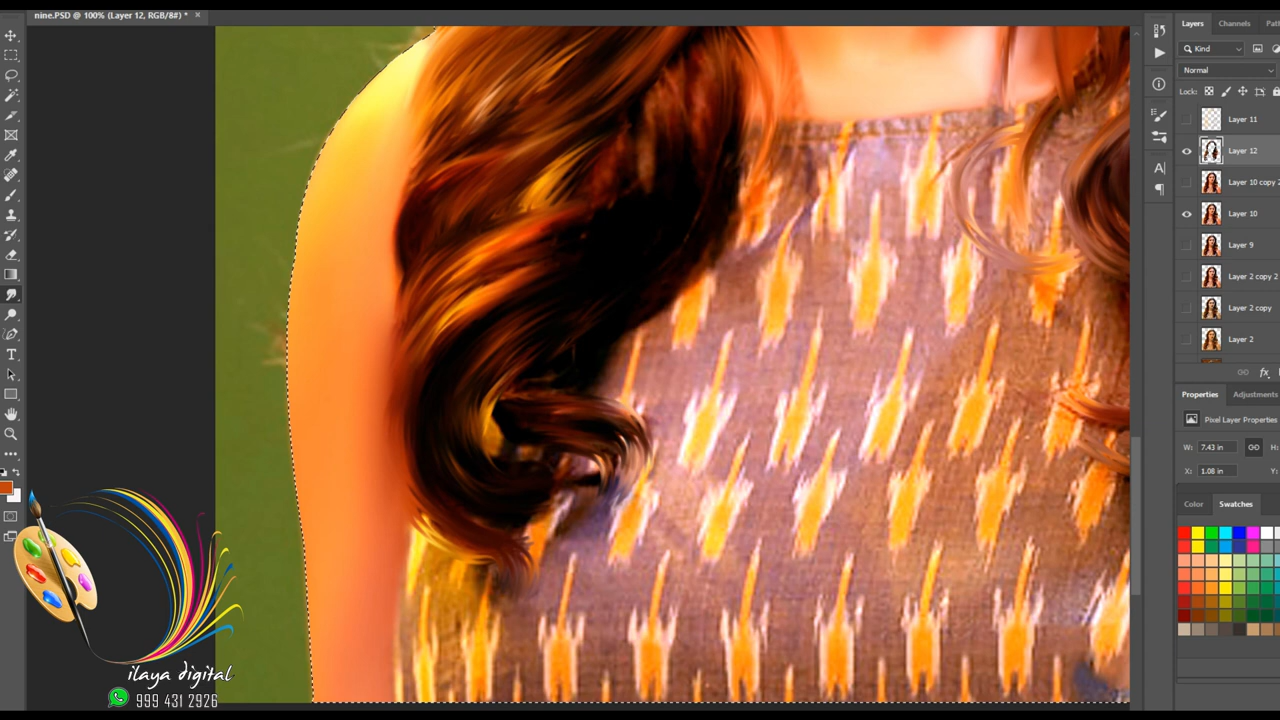 nine.PSD @ 100% (Layer 12, RGB/8#) *
Layers Channels Pat
Kind
Normal
Lock:
Layer 11
Layer 12
Layer 10 copy 2
Layer 10
Layer 9
Layer 2 copy 2
Layer 2 copy
Layer 2
fx
Properties Adjustments
Pixel Layer Properties
W: 7.43 in H:
X: 1.08 in Y:
Color Swatches
ilaya digital
999 431 2926